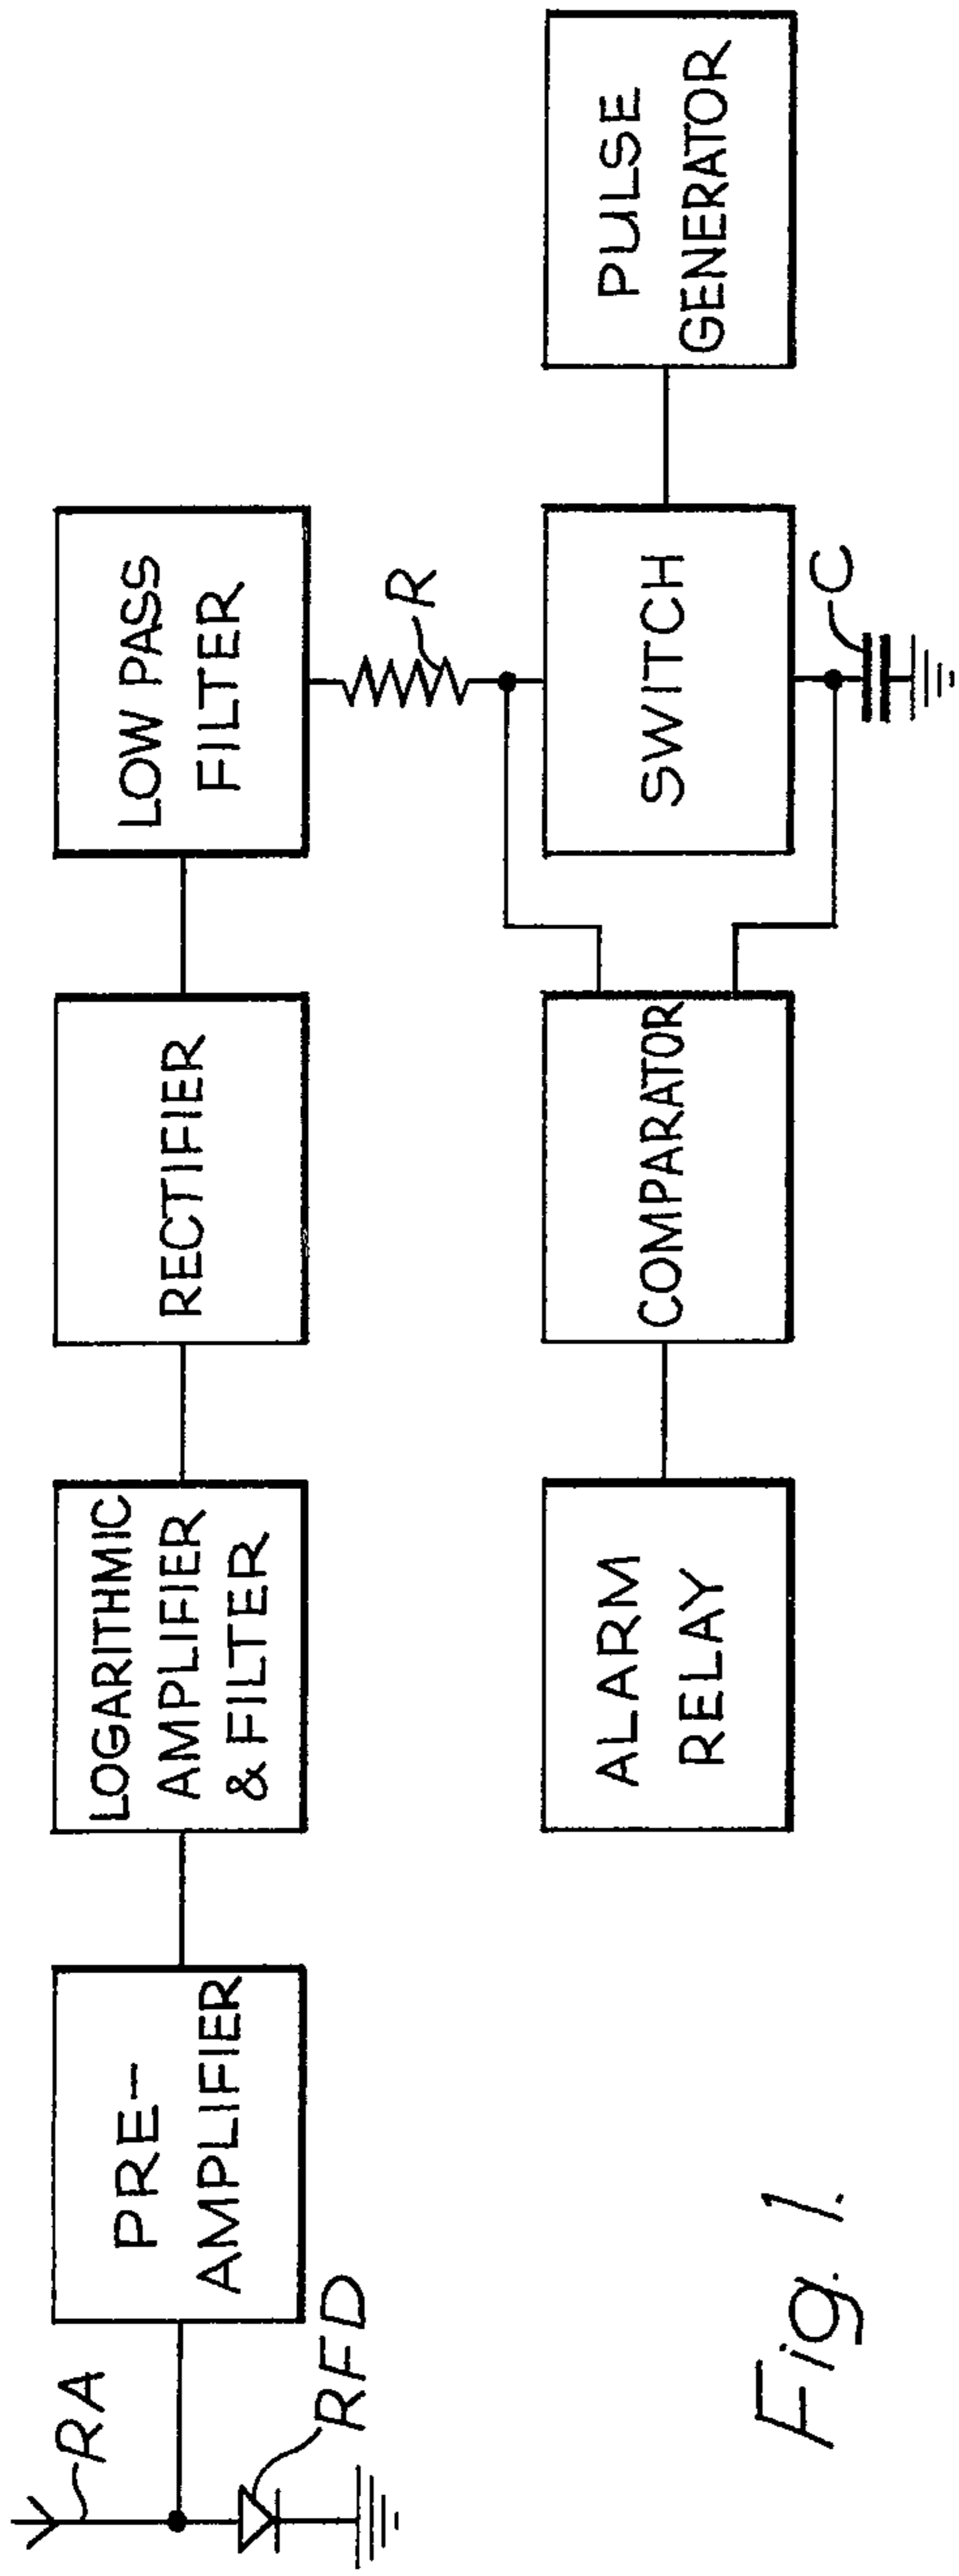 RA
RFD
PRE-
AMPLIFIER
LOGARITHMIC
AMPLIFIER
& FILTER
RECTIFIER
LOW PASS
FILTER
R
ALARM
RELAY
COMPARATOR
SWITCH
C
PULSE
GENERATOR
Fig. 1.